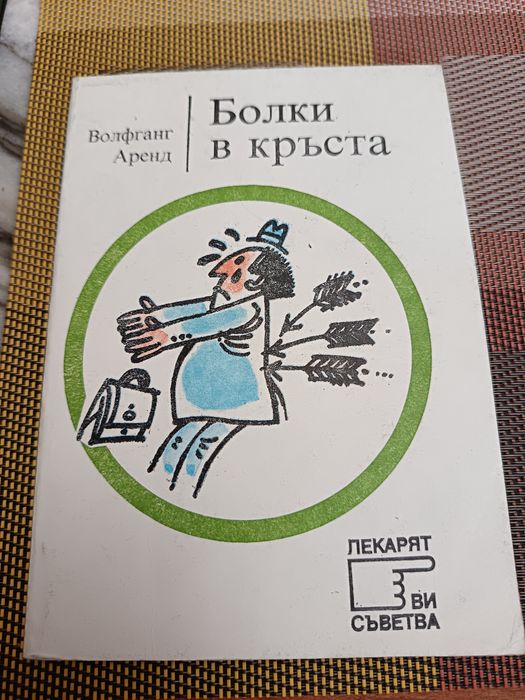 Волфганг
Аренд
Болки
в кръста
ЛЕКАРЯТ
ВИ
СЪВЕТВА